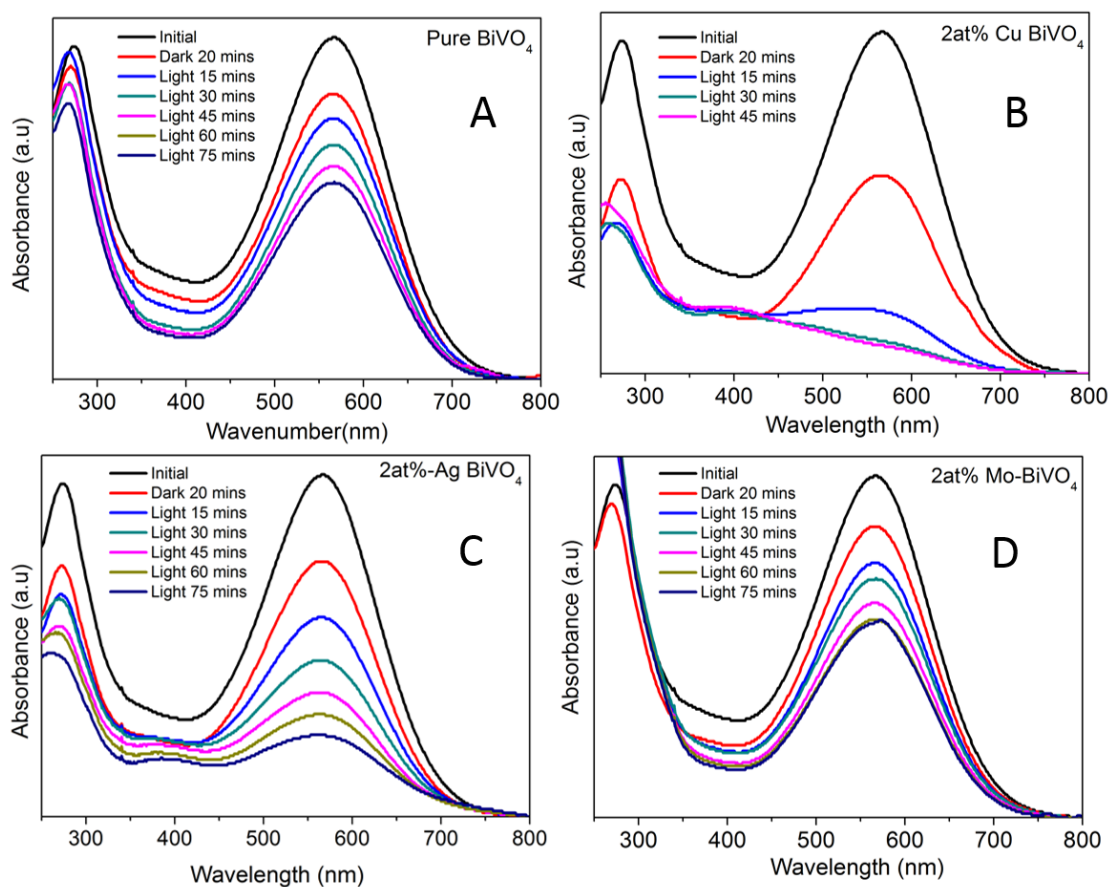 Pure BiVO4
Initial
Dark 20 mins
Light 15 mins
Light 30 mins
Light 45 mins
Light 60 mins
Light 75 mins
A
Absorbance (a.u)
300 400 500 600 700 800
Wavenumber(nm)
2at% Cu BiVO4
Initial
Dark 20 mins
Light 15 mins
Light 30 mins
Light 45 mins
B
Absorbance (a.u)
300 400 500 600 700 800
Wavelength (nm)
2at%-Ag BiVO4
Initial
Dark 20 mins
Light 15 mins
Light 30 mins
Light 45 mins
Light 60 mins
Light 75 mins
C
Absorbance (a.u)
300 400 500 600 700 800
Wavelength (nm)
2at% Mo-BiVO4
Initial
Dark 20 mins
Light 15 mins
Light 30 mins
Light 45 mins
Light 60 mins
Light 75 mins
D
Absorbance (a.u)
300 400 500 600 700 800
Wavelength (nm)